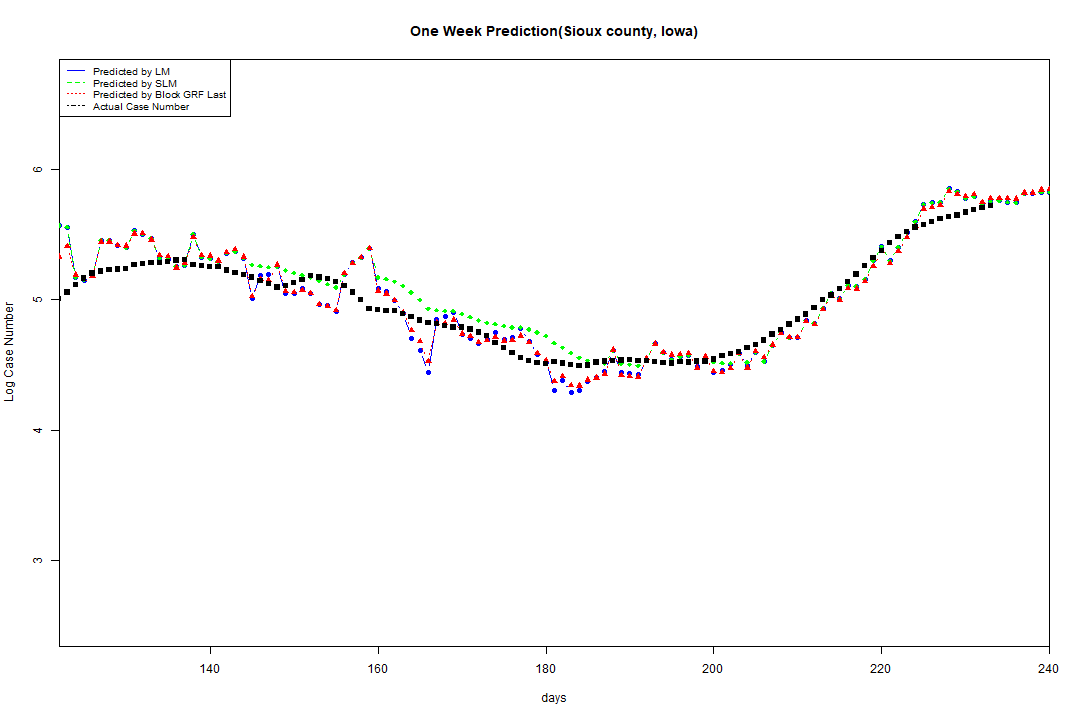 One Week Prediction(Sioux county, Iowa)
Predicted by LM
Predicted by SLM
Predicted by Block GRF Last
Actual Case Number
6
5
4
3
Log Case Number
140 160 180 200 220 240
days